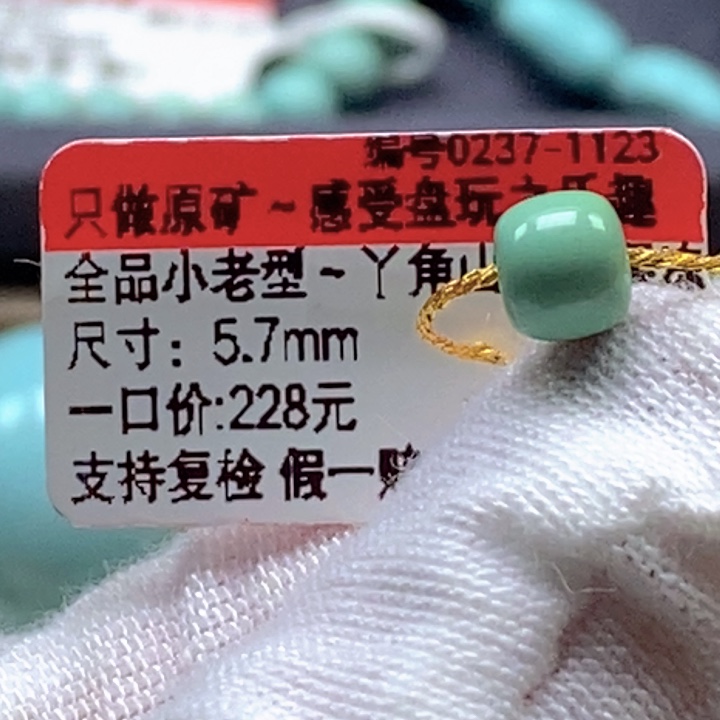 编号0237-1123
只做原矿~感受盘玩之乐趣
全品小老型~丫角山
尺寸：5.7mm
一口价:228元
支持复检 假一赔